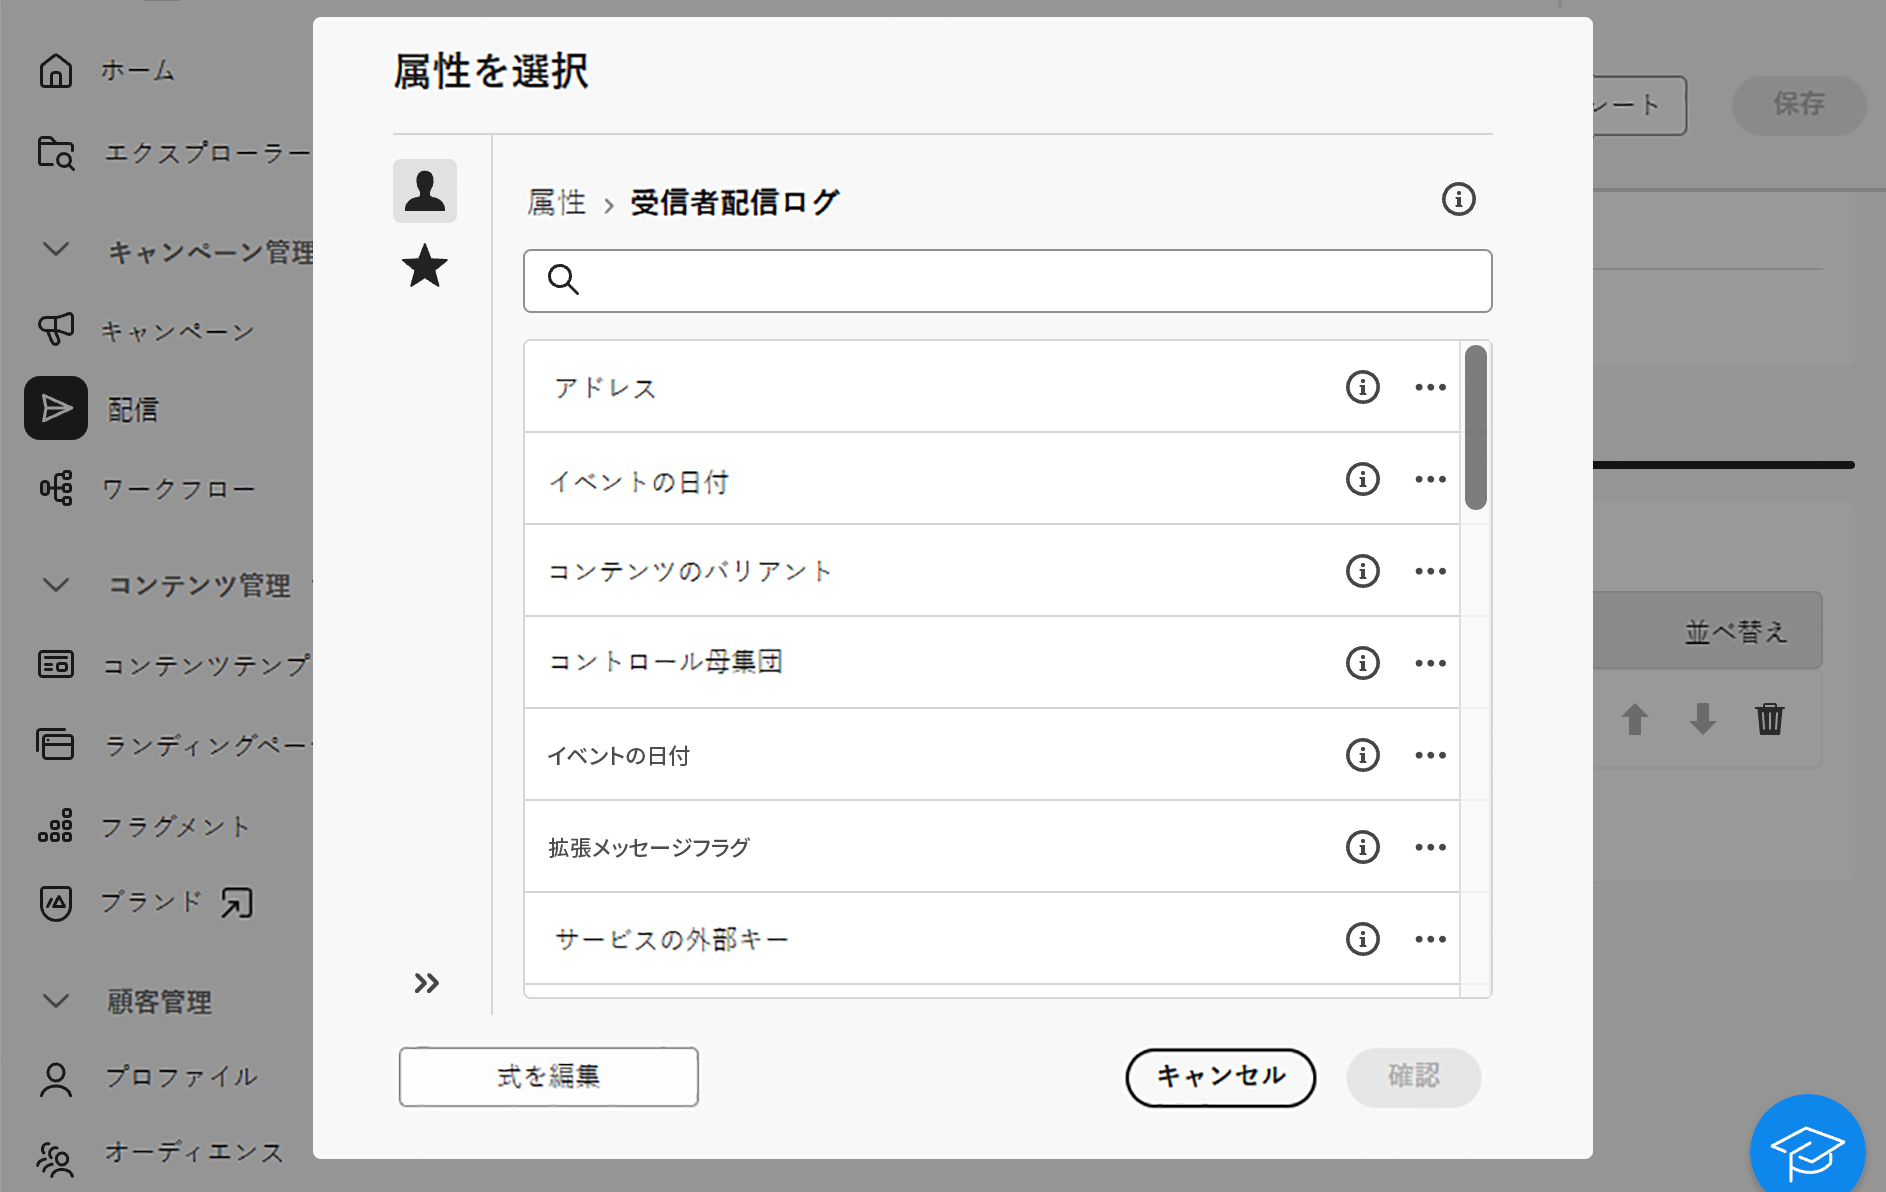 ホーム
エクスプローラー
キャンペーン管理
キャンペーン
配信
ワークフロー
コンテンツ管理
コンテンツテンプ
ランディングペー
フラグメント
ブランド
顧客管理
プロファイル
オーディエンス
属性を選択
属性 › 受信者配信ログ
アドレス
イベントの日付
コンテンツのバリアント
コントロール母集団
イベントの日付
拡張メッセージフラグ
サービスの外部キー
式を編集
キャンセル
確認
レート
保存
並べ替え